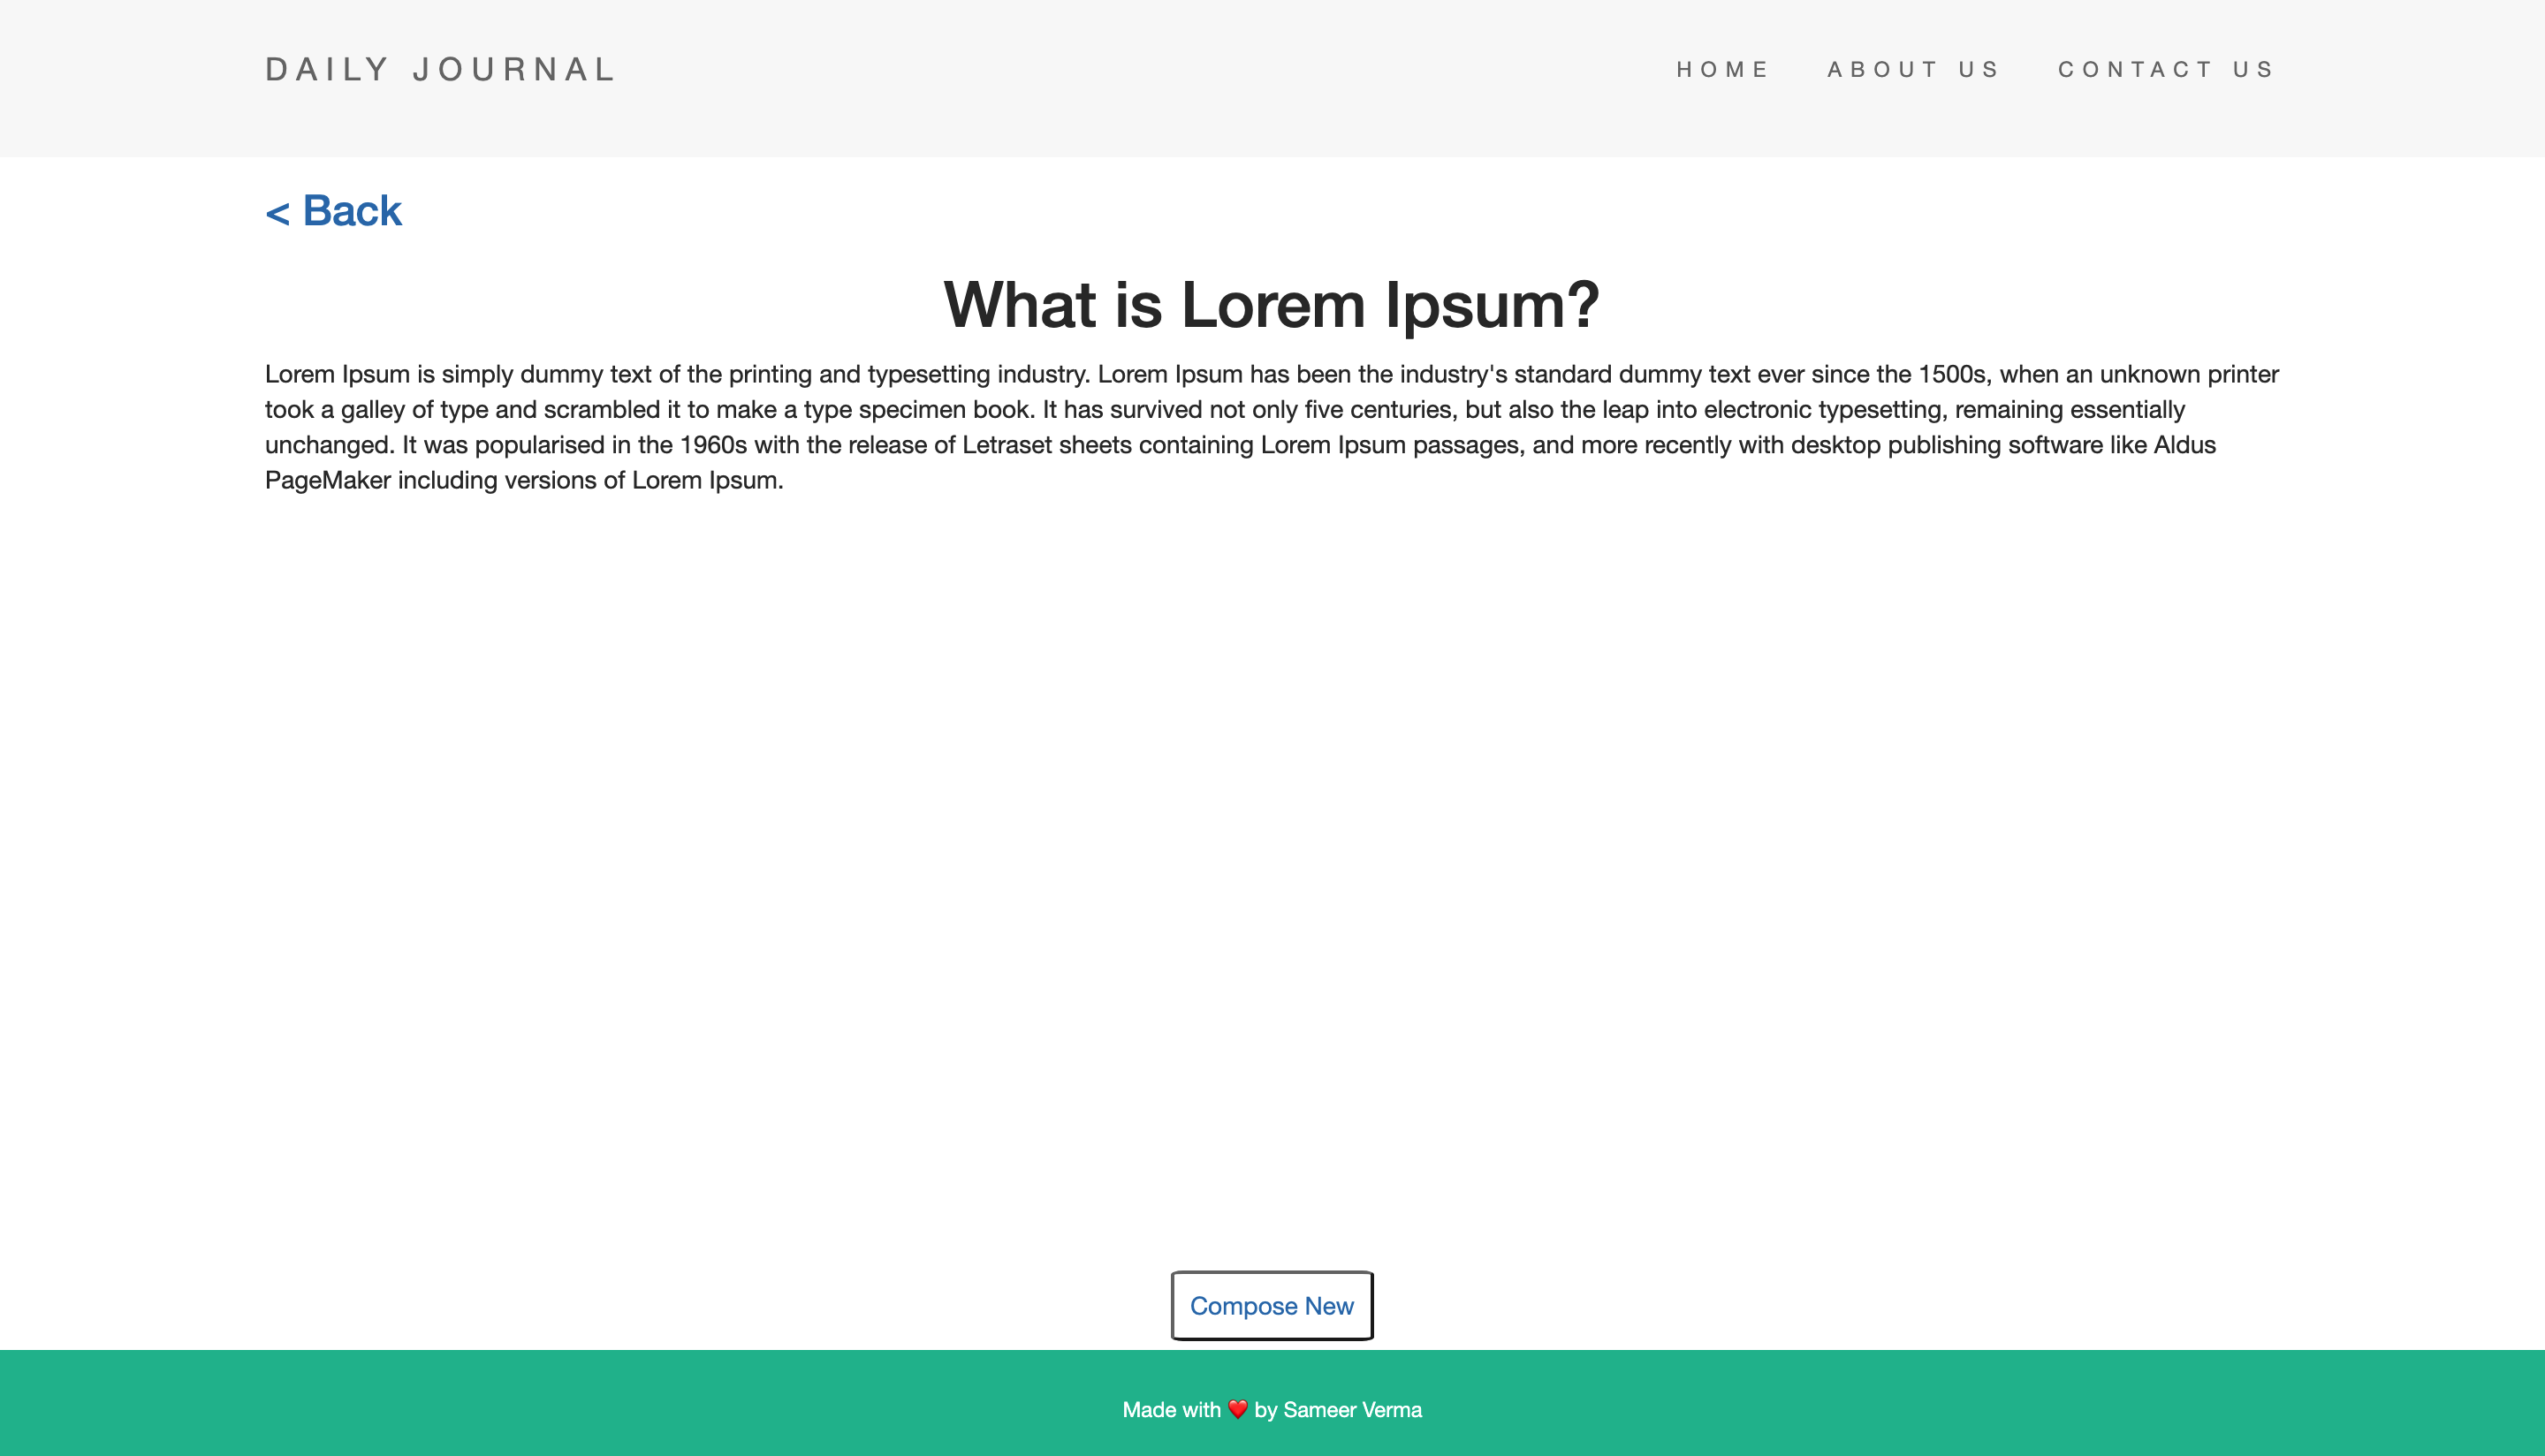 DAILY JOURNAL
HOME ABOUT US CONTACT US
< Back
What is Lorem Ipsum?
Lorem Ipsum is simply dummy text of the printing and typesetting industry. Lorem Ipsum has been the industry's standard dummy text ever since the 1500s, when an unknown printer
took a galley of type and scrambled it to make a type specimen book. It has survived not only five centuries, but also the leap into electronic typesetting, remaining essentially
unchanged. It was popularised in the 1960s with the release of Letraset sheets containing Lorem Ipsum passages, and more recently with desktop publishing software like Aldus
PageMaker including versions of Lorem Ipsum.
Compose New
Made with ❤️ by Sameer Verma